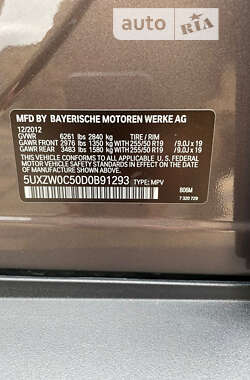 auto RIA
MFD BY BAYERISCHE MOTOREN WERKE AG
12/2012
GVWR 6261 lbs 2840 kg TIRE / RIM
GAWR FRONT 2976 lbs 1350 kg 255/50 R19 /9.0J x 19
GAWR REAR 3483 lbs 1580 kg 255/50 R19 /9.0J x 19
THIS VEHICLE CONFORMS TO ALL APPLICABLE
U.S. FEDERAL MOTOR VEHICLE SAFETY
STANDARDS IN EFFECT ON THE DATE OF
MANUFACTURE SHOWN ABOVE.
5UXZW0C50D0B91293 TYPE: MPV
7 320 729